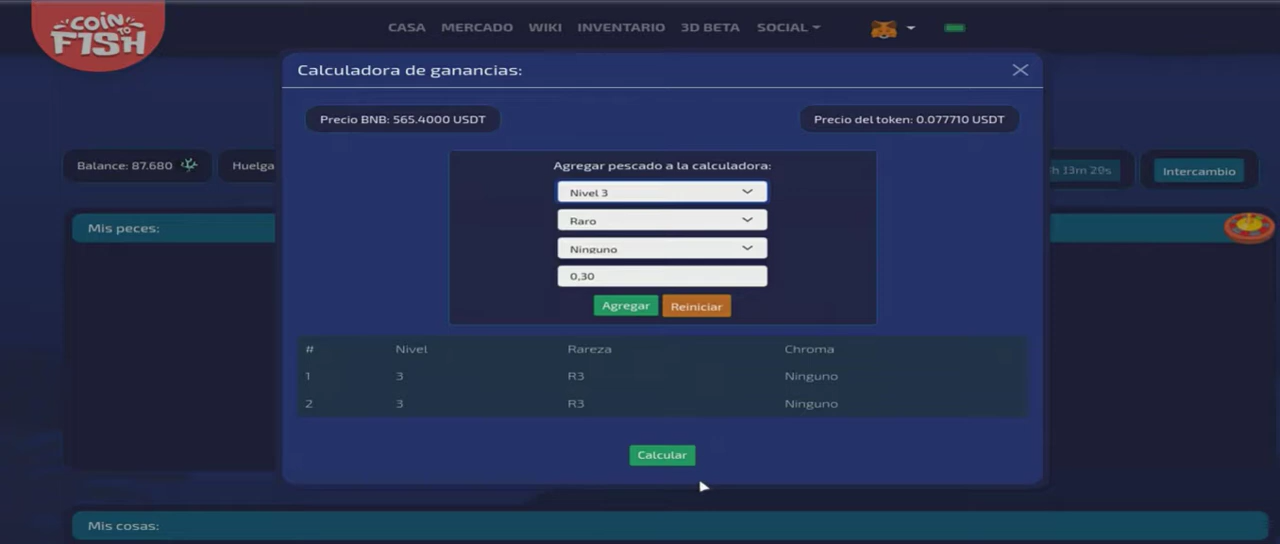 COIN TO FISH
CASA MERCADO WIKI INVENTARIO 3D BETA SOCIAL
Calculadora de ganancias:
Precio BNB: 565.4000 USDT
Precio del token: 0.077710 USDT
Balance: 87.680
Huelga
Agregar pescado a la calculadora:
h 13m 20s
Intercambio
Nivel 3
Raro
Ninguno
0,30
Agregar Reiniciar
Mis peces:
# Nivel Rareza Chroma
1 3 R3 Ninguno
2 3 R3 Ninguno
Calcular
Mis cosas: